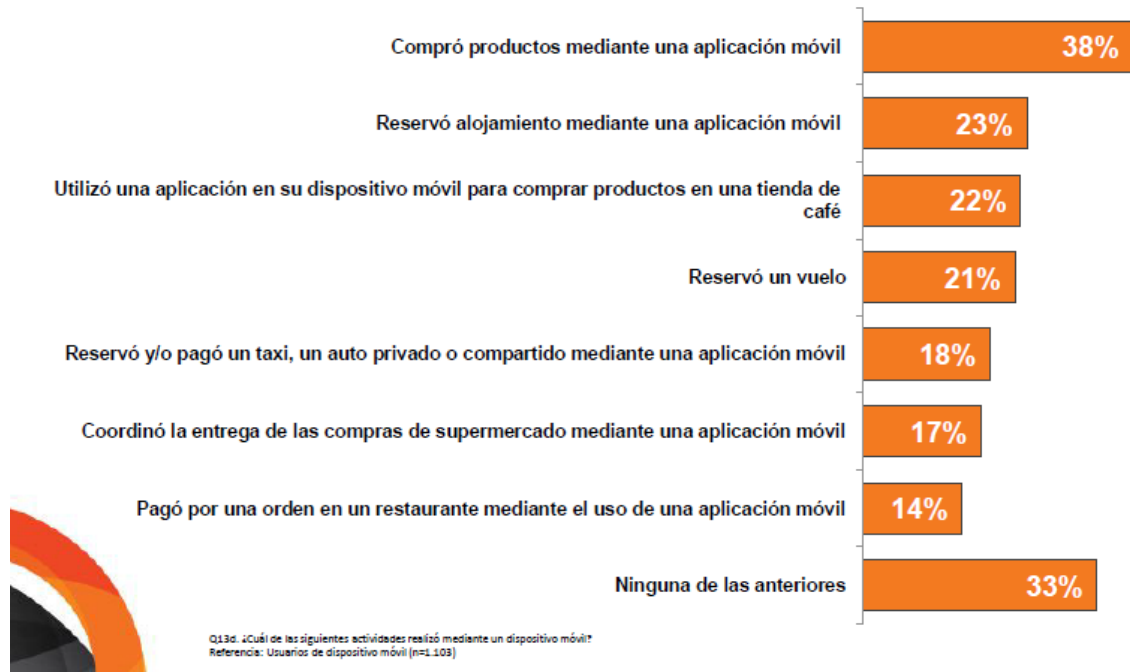 Compró productos mediante una aplicación móvil
38%
Reservó alojamiento mediante una aplicación móvil
23%
Utilizó una aplicación en su dispositivo móvil para comprar productos en una tienda de
café
22%
Reservó un vuelo
21%
Reservó y/o pagó un taxi, un auto privado o compartido mediante una aplicación móvil
18%
Coordinó la entrega de las compras de supermercado mediante una aplicación móvil
17%
Pagó por una orden en un restaurante mediante el uso de una aplicación móvil
14%
Ninguna de las anteriores
33%
Q13d. ¿Cuál de las siguientes actividades realizó mediante un dispositivo móvil?
Referencia: Usuarios de dispositivo móvil (n=1.103)